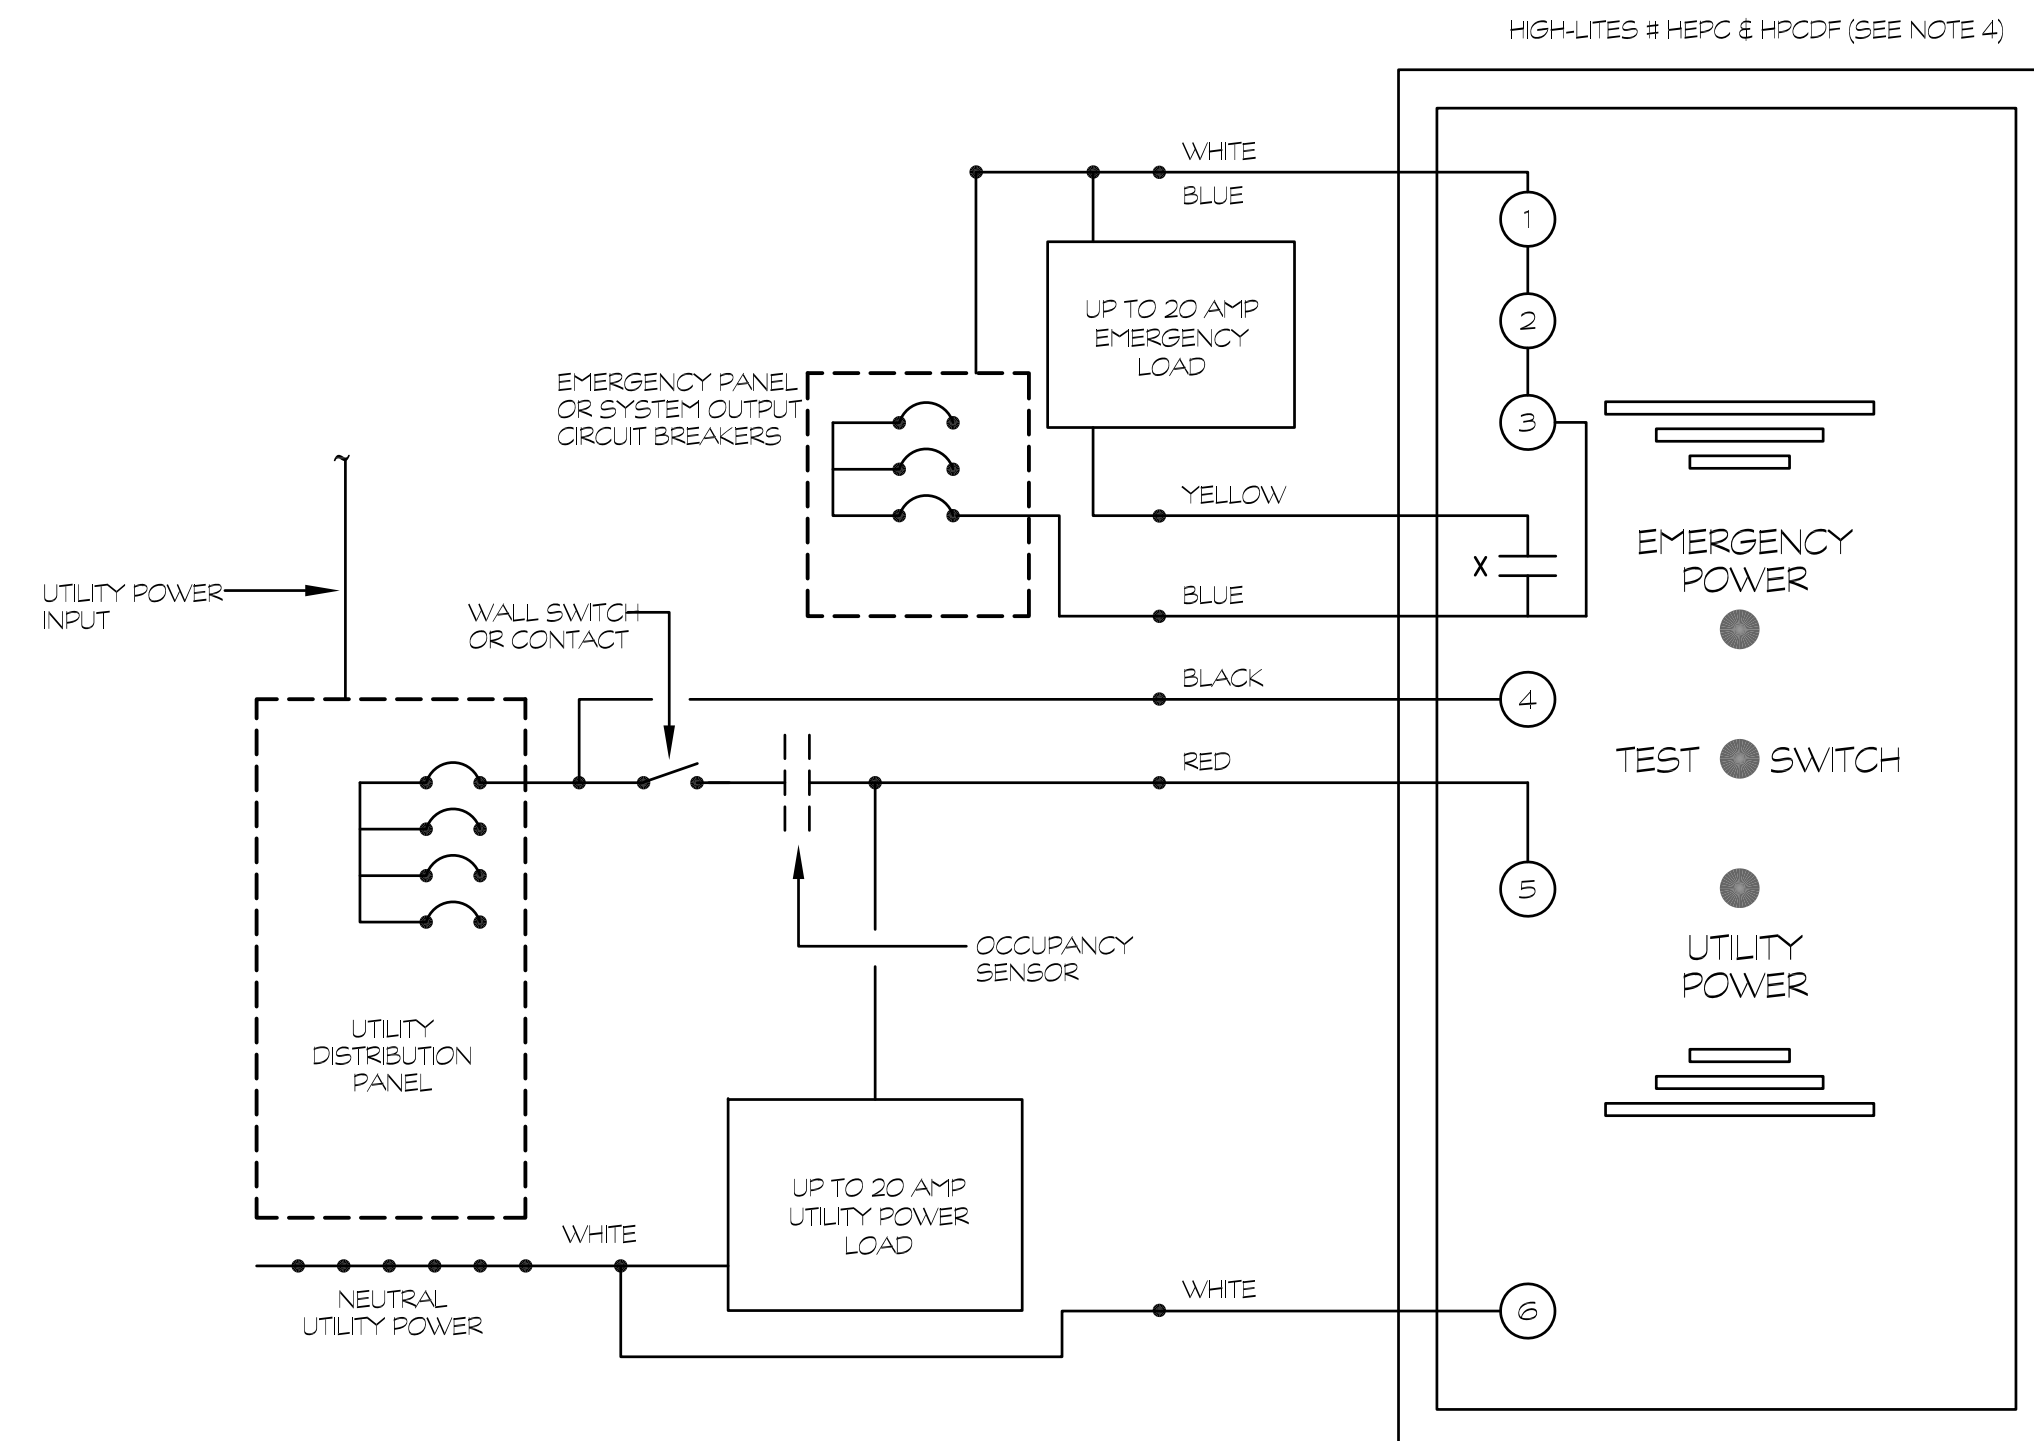 HIGH-LITES # HEPC & HPCDF (SEE NOTE 4)
WHITE
BLUE
1
UP TO 20 AMP
EMERGENCY
LOAD
2
EMERGENCY PANEL
OR SYSTEM OUTPUT
CIRCUIT BREAKERS
3
YELLOW
EMERGENCY
POWER
X
UTILITY POWER
INPUT
BLUE
WALL SWITCH
OR CONTACT
BLACK
4
RED
TEST SWITCH
5
OCCUPANCY
SENSOR
UTILITY
POWER
UTILITY
DISTRIBUTION
PANEL
UP TO 20 AMP
UTILITY POWER
LOAD
WHITE
NEUTRAL
UTILITY POWER
WHITE
6